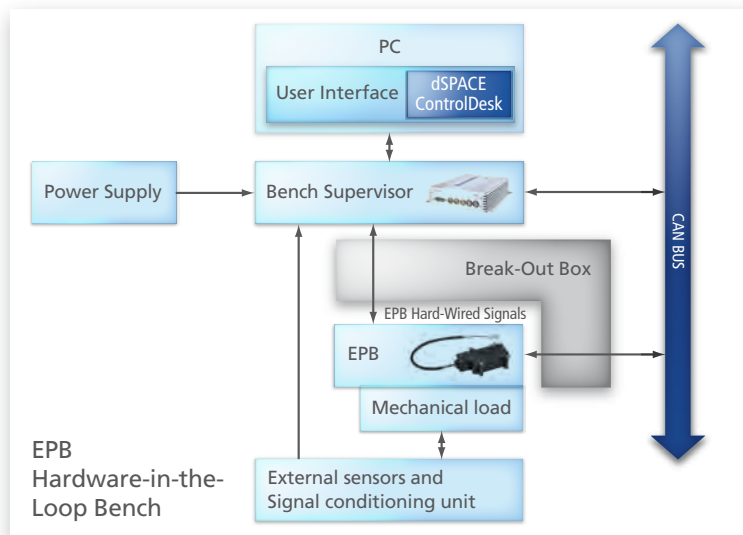 PC
User Interface
dSPACE
ControlDesk
Power Supply
Bench Supervisor
CAN BUS
Break-Out Box
EPB Hard-Wired Signals
EPB
Mechanical load
EPB
Hardware-in-the-
Loop Bench
External sensors and
Signal conditioning unit